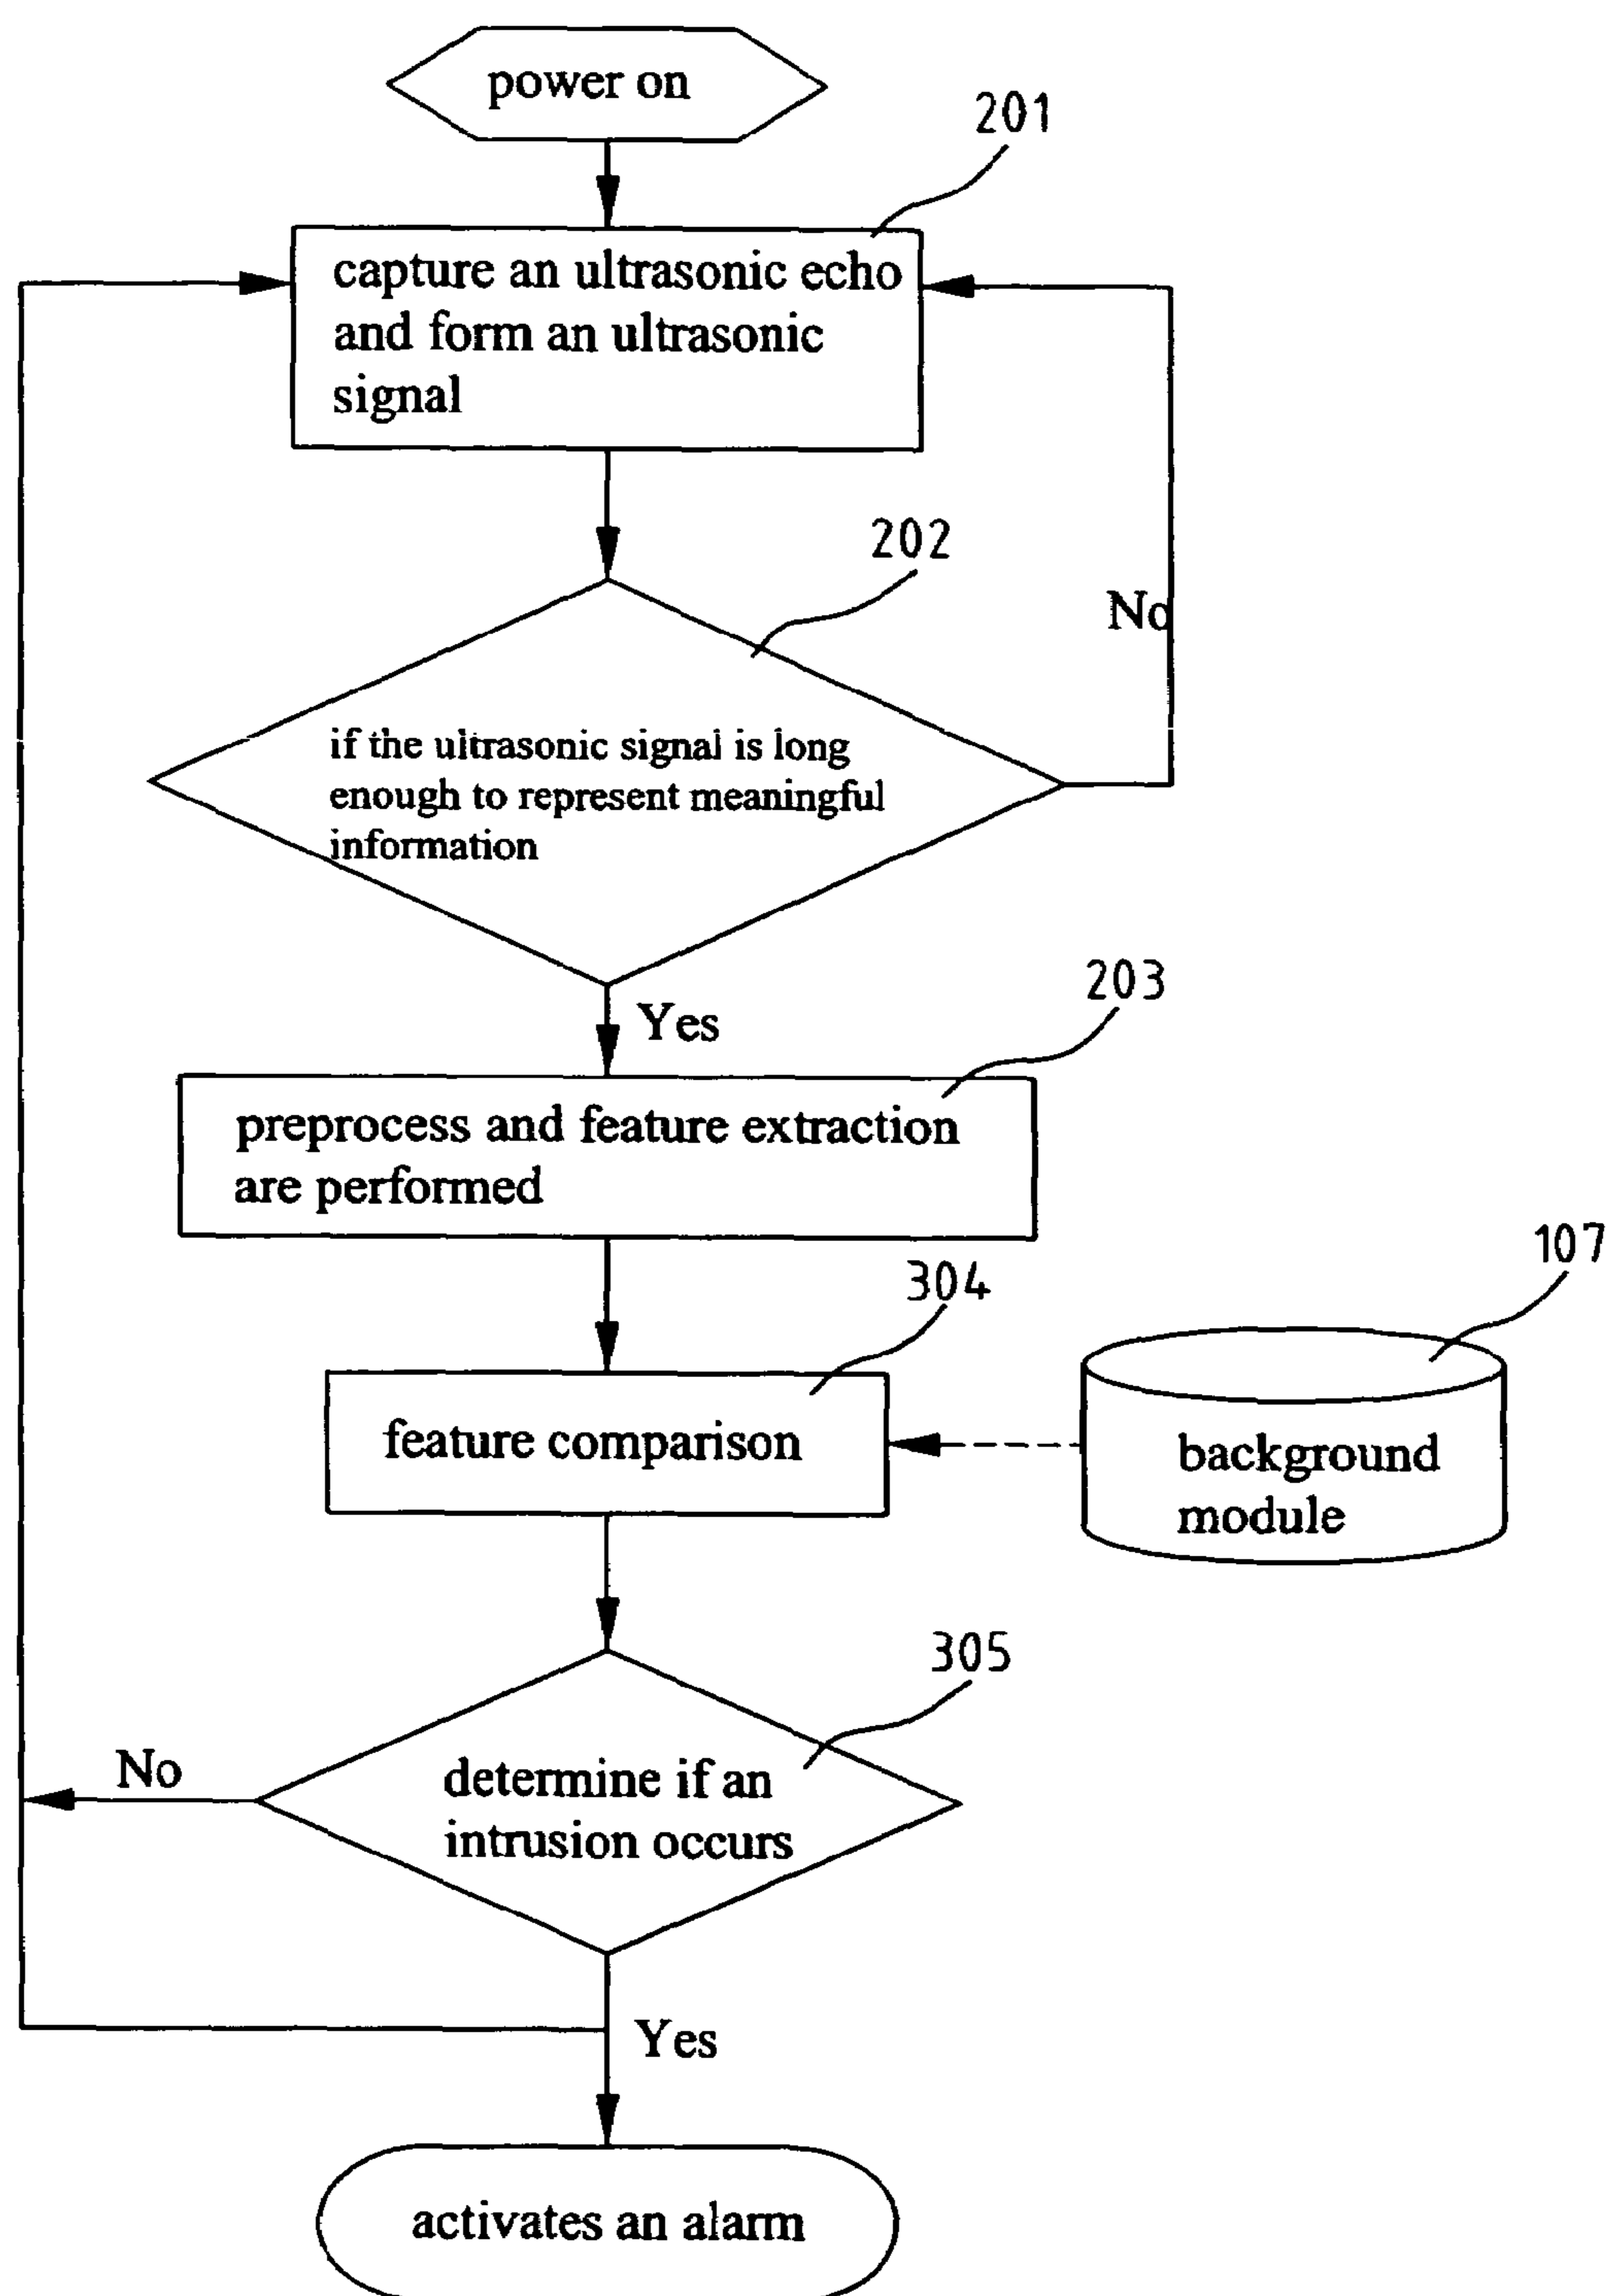 power on
201
capture an ultrasonic echo
and form an ultrasonic
signal
202
No
if the ultrasonic signal is long
enough to represent meaningful
information
Yes
203
preprocess and feature extraction
are performed
304
107
feature comparison
background
module
305
No
determine if an
intrusion occurs
Yes
activates an alarm